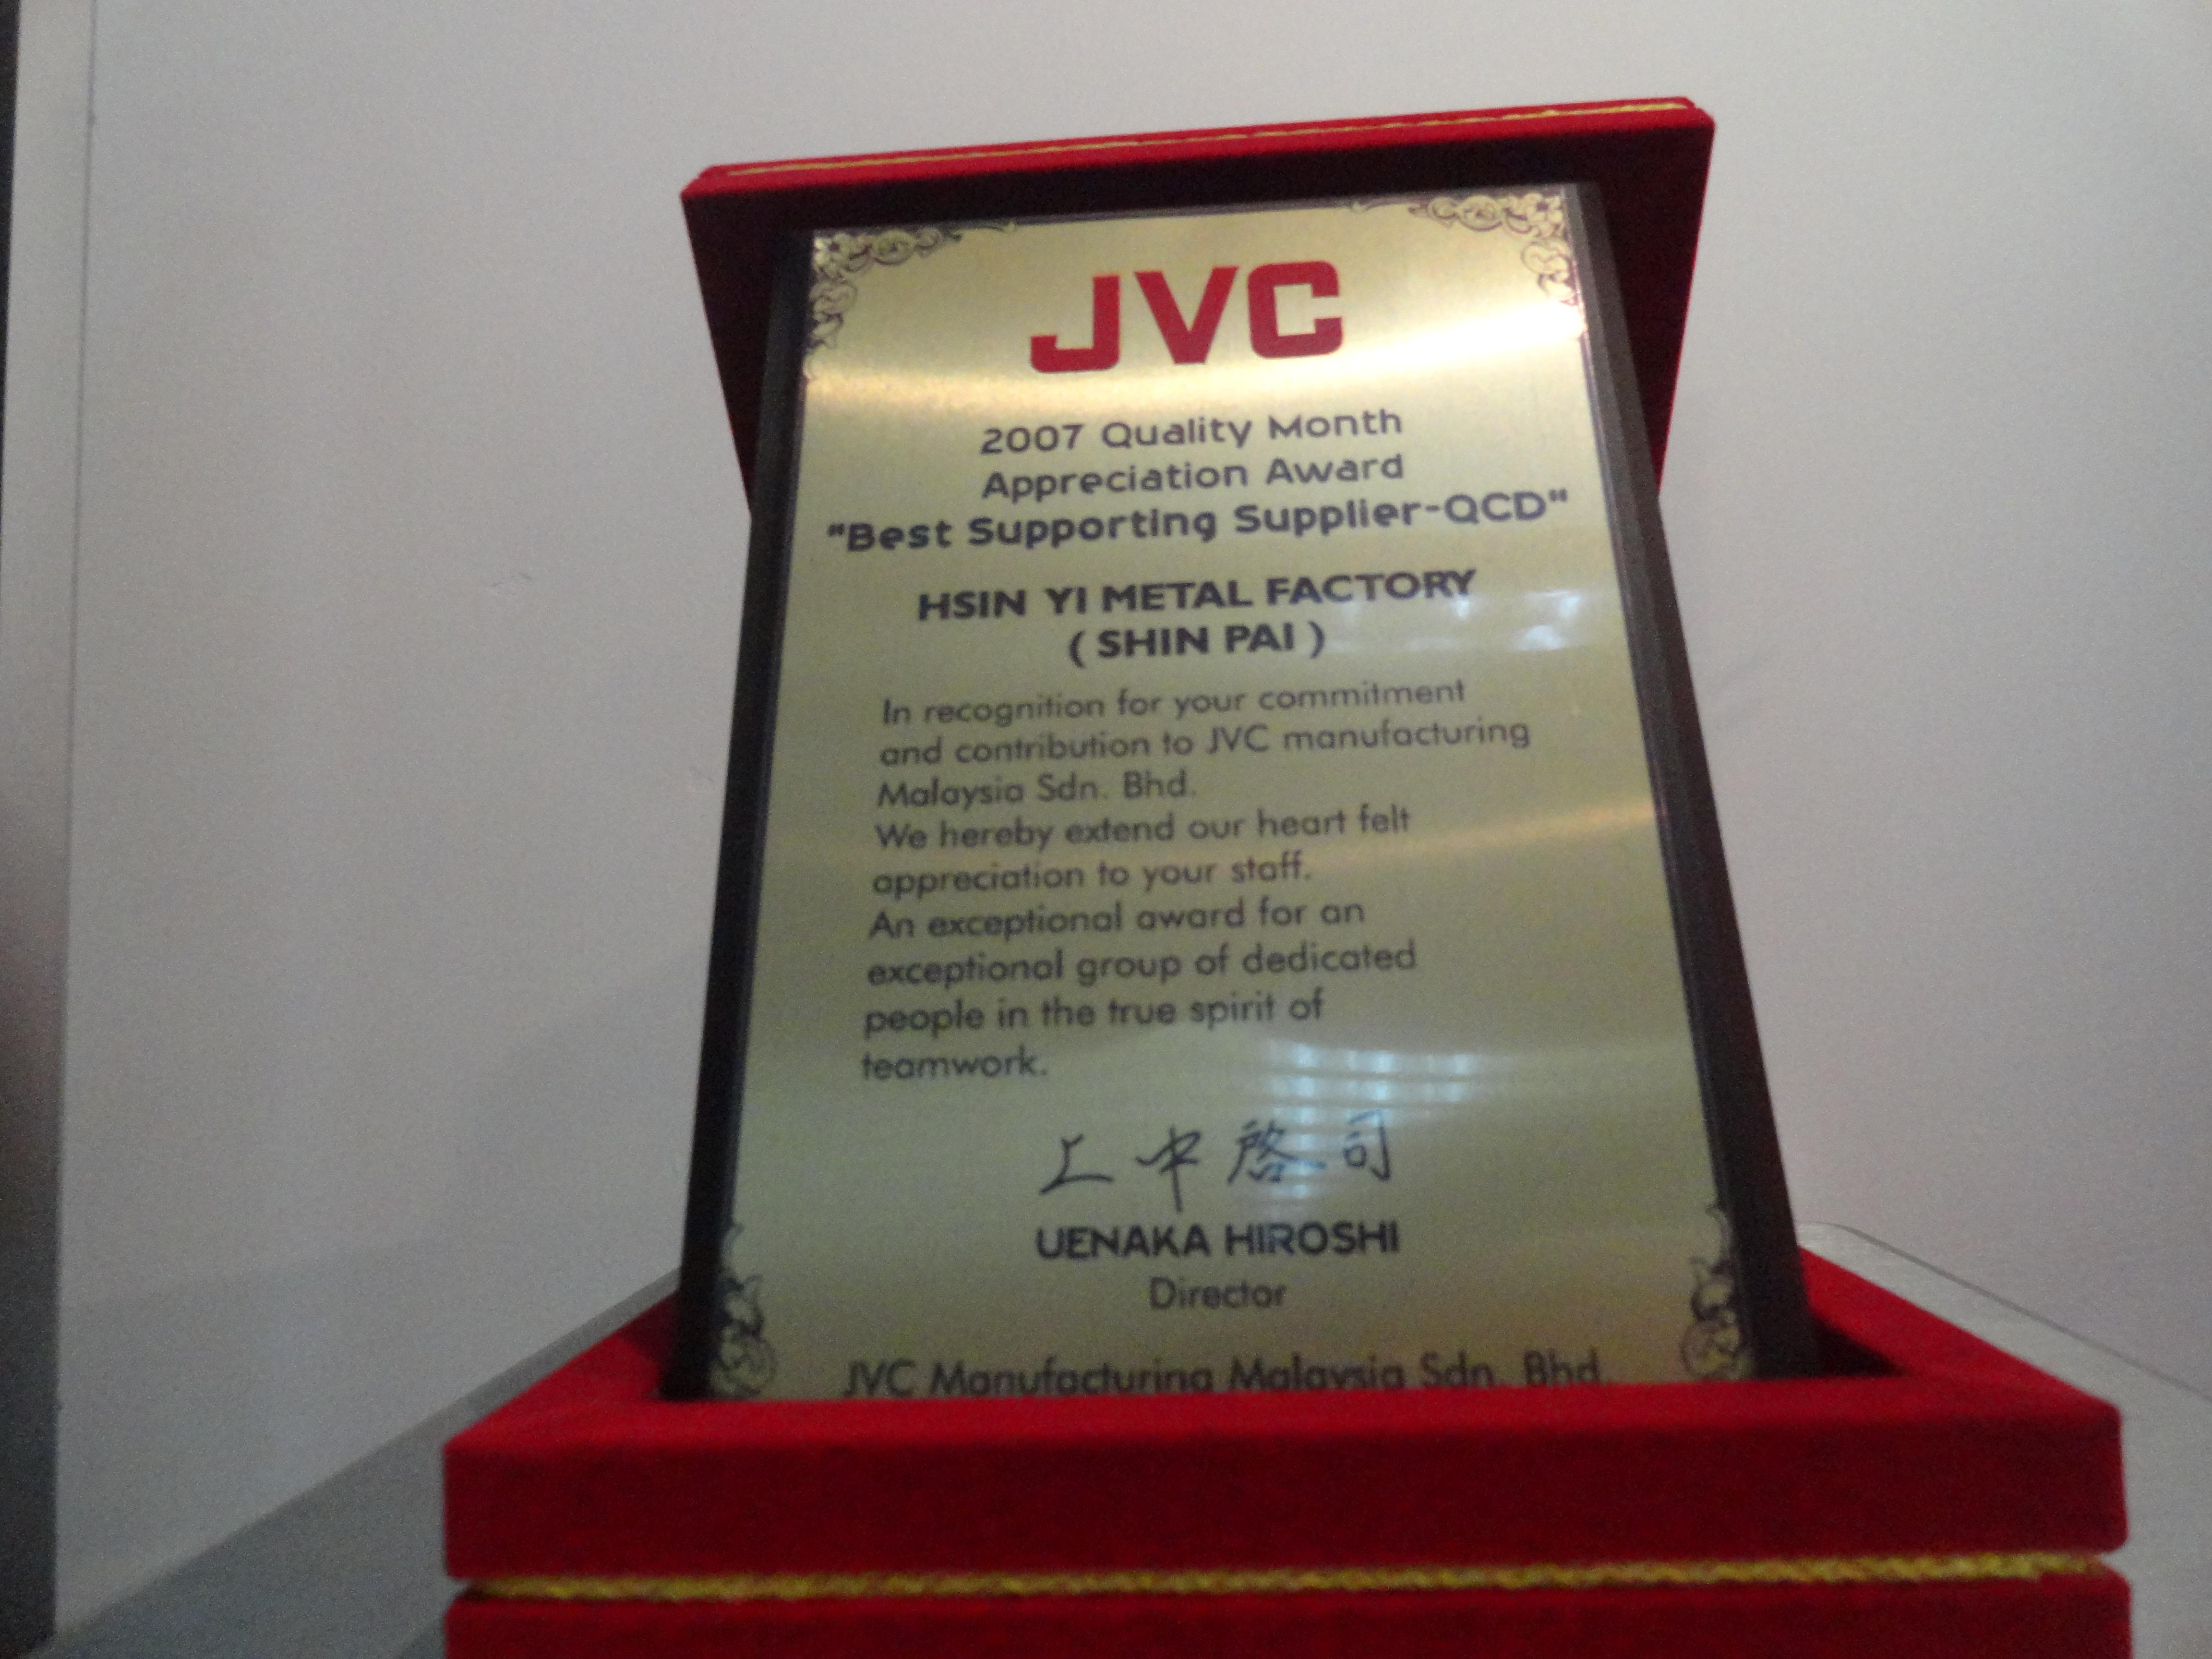 JVC
2007 Quality Month
Appreciation Award
"Best Supporting Supplier-QCD"
HSIN YI METAL FACTORY
( SHIN PAI )
In recognition for your commitment
and contribution to JVC manufacturing
Malaysia Sdn. Bhd.
We hereby extend our heart felt
appreciation to your staff.
An exceptional award for an
exceptional group of dedicated
people in the true spirit of
teamwork.
上中啓司
UENAKA HIROSHI
Director
JVC Manufacturing Malaysia Sdn. Bhd.